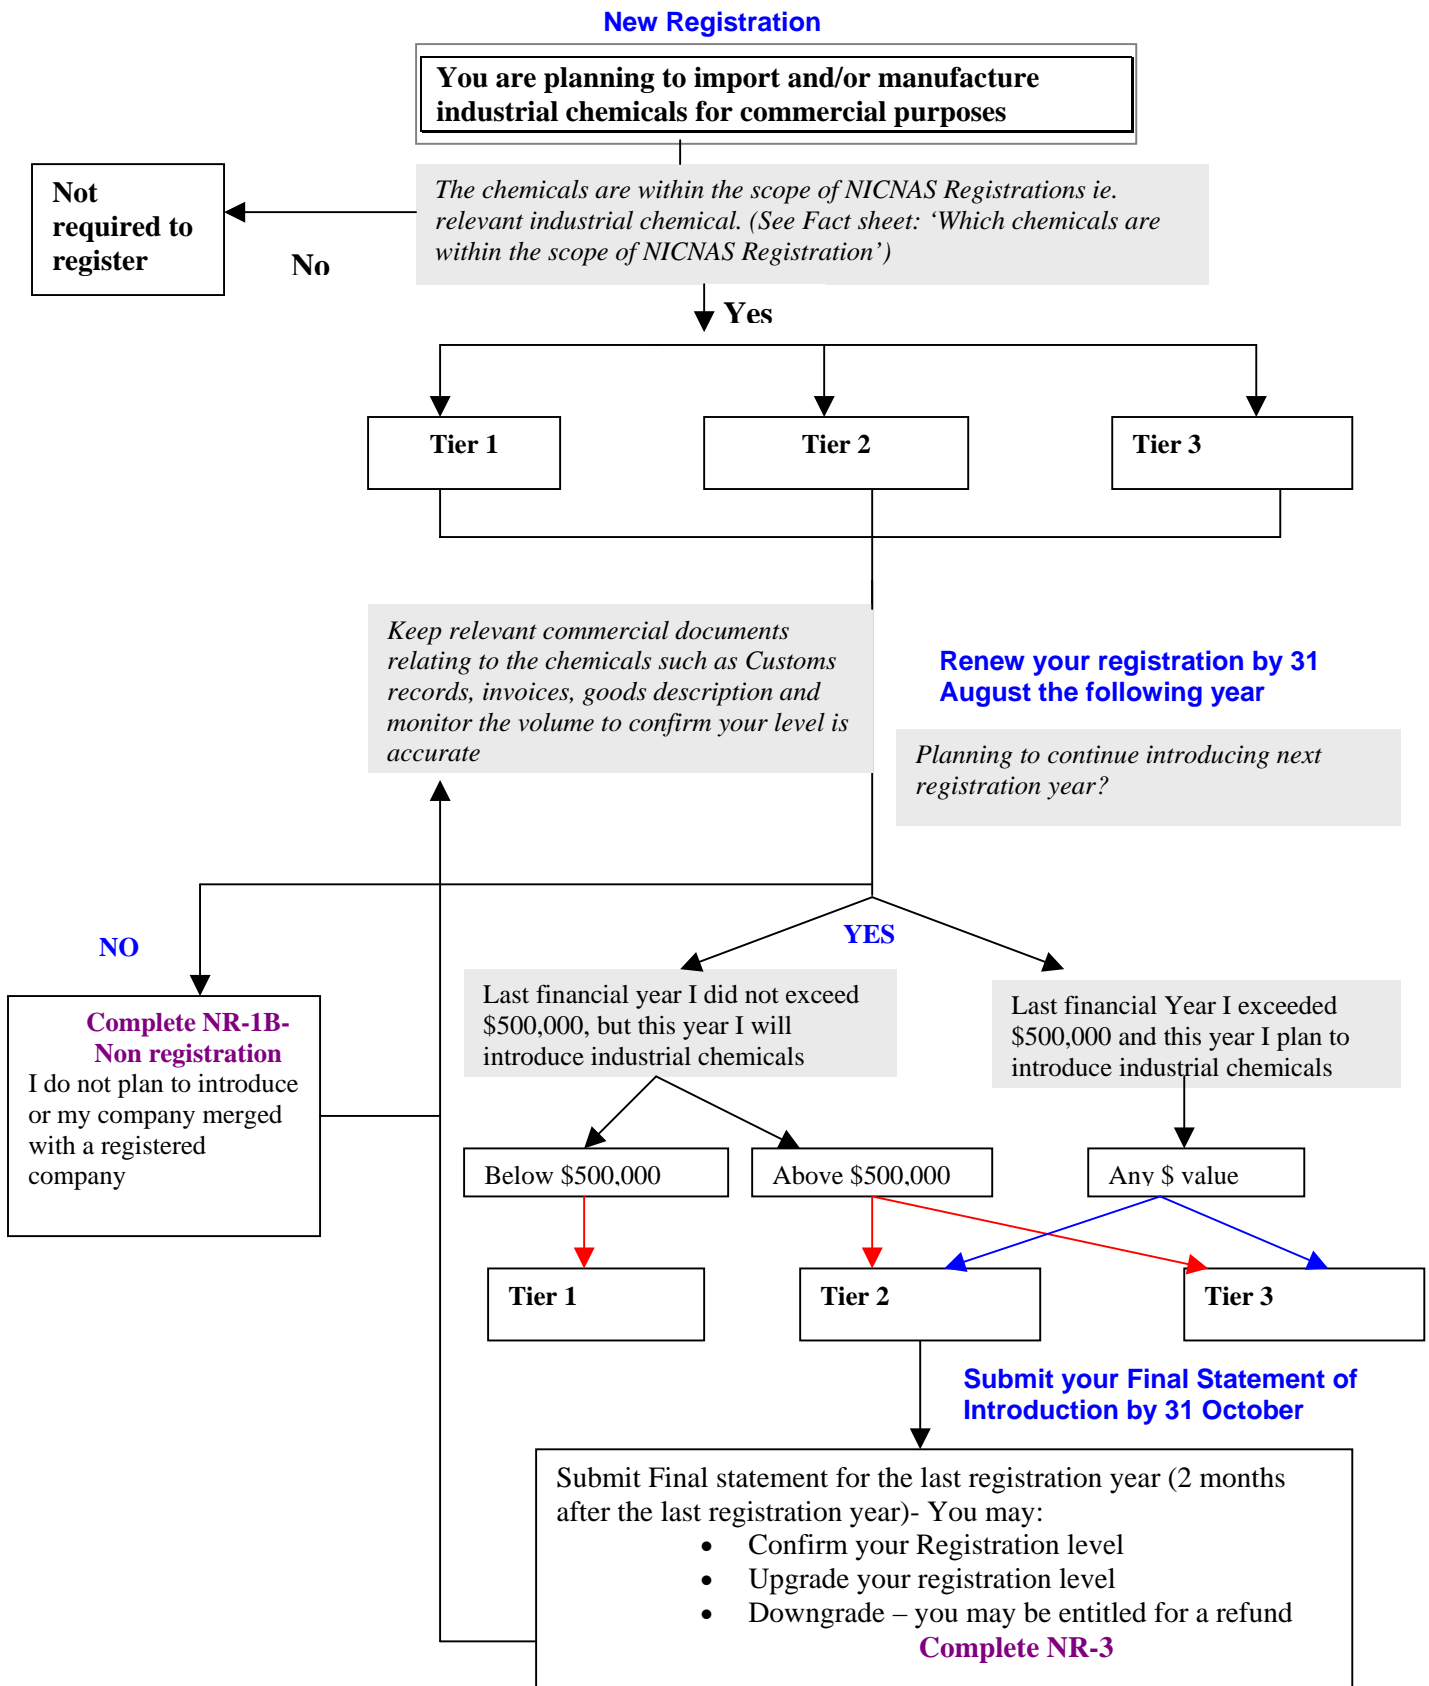 New Registration
You are planning to import and/or manufacture
industrial chemicals for commercial purposes
Not
required to
register
No
The chemicals are within the scope of NICNAS Registrations ie.
relevant industrial chemical. (See Fact sheet: ‘Which chemicals are
within the scope of NICNAS Registration’)
Yes
Tier 1
Tier 2
Tier 3
Keep relevant commercial documents
relating to the chemicals such as Customs
records, invoices, goods description and
monitor the volume to confirm your level is
accurate
Renew your registration by 31
August the following year
Planning to continue introducing next
registration year?
NO
YES
Complete NR-1B-
Non registration
I do not plan to introduce
or my company merged
with a registered
company
Last financial year I did not exceed
$500,000, but this year I will
introduce industrial chemicals
Last financial Year I exceeded
$500,000 and this year I plan to
introduce industrial chemicals
Below $500,000
Above $500,000
Any $ value
Tier 1
Tier 2
Tier 3
Submit your Final Statement of
Introduction by 31 October
Submit Final statement for the last registration year (2 months
after the last registration year)- You may:
• Confirm your Registration level
• Upgrade your registration level
• Downgrade – you may be entitled for a refund
Complete NR-3